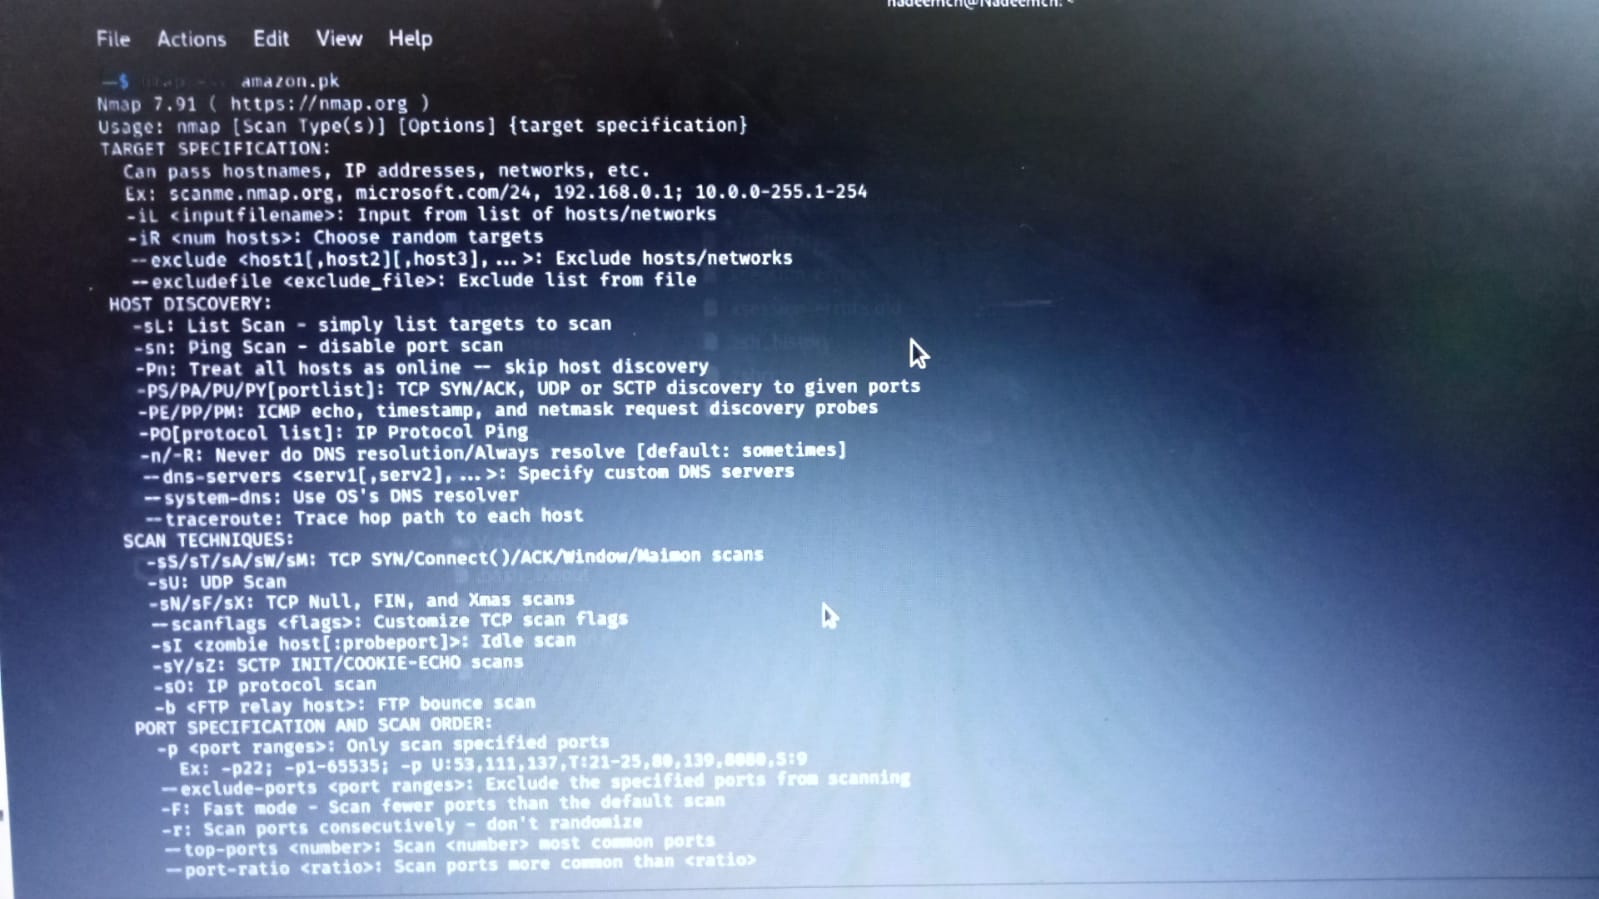 File Actions Edit View Help
—$ amazon.pk
Nmap 7.91 ( https://nmap.org )
Usage: nmap [Scan Type(s)] [Options] {target specification}
TARGET SPECIFICATION:
Can pass hostnames, IP addresses, networks, etc.
Ex: scanme.nmap.org, microsoft.com/24, 192.168.0.1; 10.0.0-255.1-254
-iL <inputfilename>: Input from list of hosts/networks
-iR <num hosts>: Choose random targets
--exclude <host1[,host2][,host3],...>: Exclude hosts/networks
--excludefile <exclude_file>: Exclude list from file
HOST DISCOVERY:
-sL: List Scan - simply list targets to scan
-sn: Ping Scan - disable port scan
-Pn: Treat all hosts as online -- skip host discovery
-PS/PA/PU/PY[portlist]: TCP SYN/ACK, UDP or SCTP discovery to given ports
-PE/PP/PM: ICMP echo, timestamp, and netmask request discovery probes
-PO[protocol list]: IP Protocol Ping
-n/-R: Never do DNS resolution/Always resolve [default: sometimes]
--dns-servers <serv1[,serv2],...>: Specify custom DNS servers
--system-dns: Use OS's DNS resolver
--traceroute: Trace hop path to each host
SCAN TECHNIQUES:
-sS/sT/sA/sW/sM: TCP SYN/Connect()/ACK/Window/Maimon scans
-sU: UDP Scan
-sN/sF/sX: TCP Null, FIN, and Xmas scans
--scanflags <flags>: Customize TCP scan flags
-sI <zombie host[:probeport]>: Idle scan
-sY/sZ: SCTP INIT/COOKIE-ECHO scans
-sO: IP protocol scan
-b <FTP relay host>: FTP bounce scan
PORT SPECIFICATION AND SCAN ORDER:
-p <port ranges>: Only scan specified ports
Ex: -p22; -p1-65535; -p U:53,111,137,T:21-25,80,139,8080,S:9
--exclude-ports <port ranges>: Exclude the specified ports from scanning
-F: Fast mode - Scan fewer ports than the default scan
-r: Scan ports consecutively - don't randomize
--top-ports <number>: Scan <number> most common ports
--port-ratio <ratio>: Scan ports more common than <ratio>